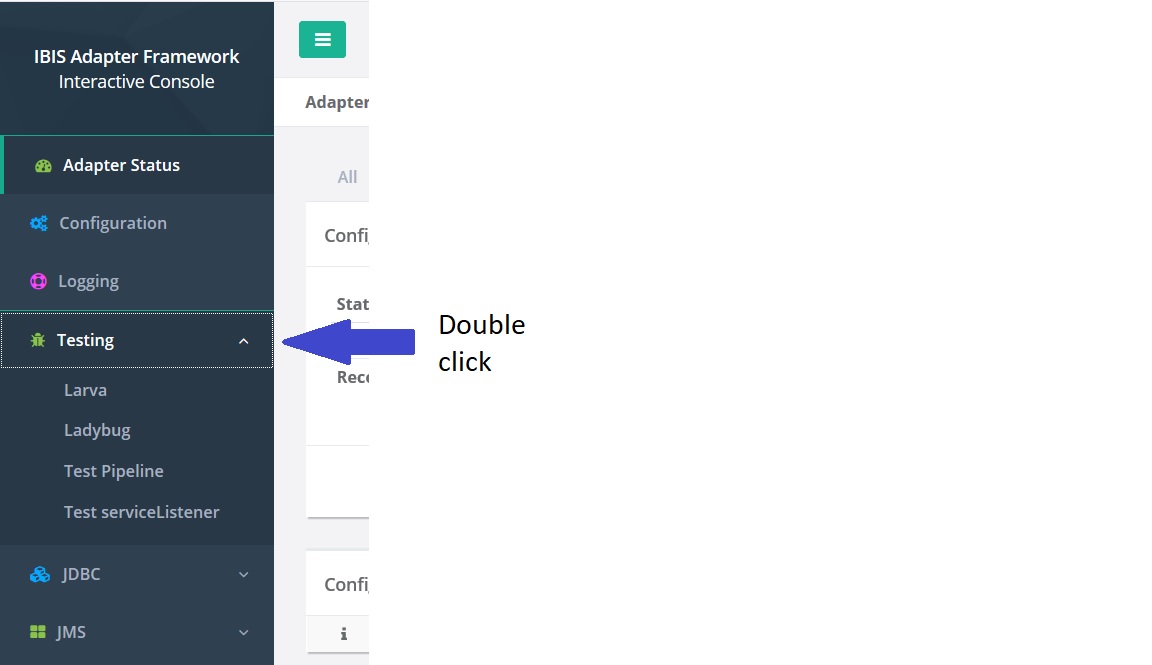 IBIS Adapter Framework
Interactive Console
Adapter
Adapter Status
All
Configuration
Confi
Logging
Stat
Double
click
Testing
Rece
Larva
Ladybug
Test Pipeline
Test serviceListener
JDBC
Confi
JMS